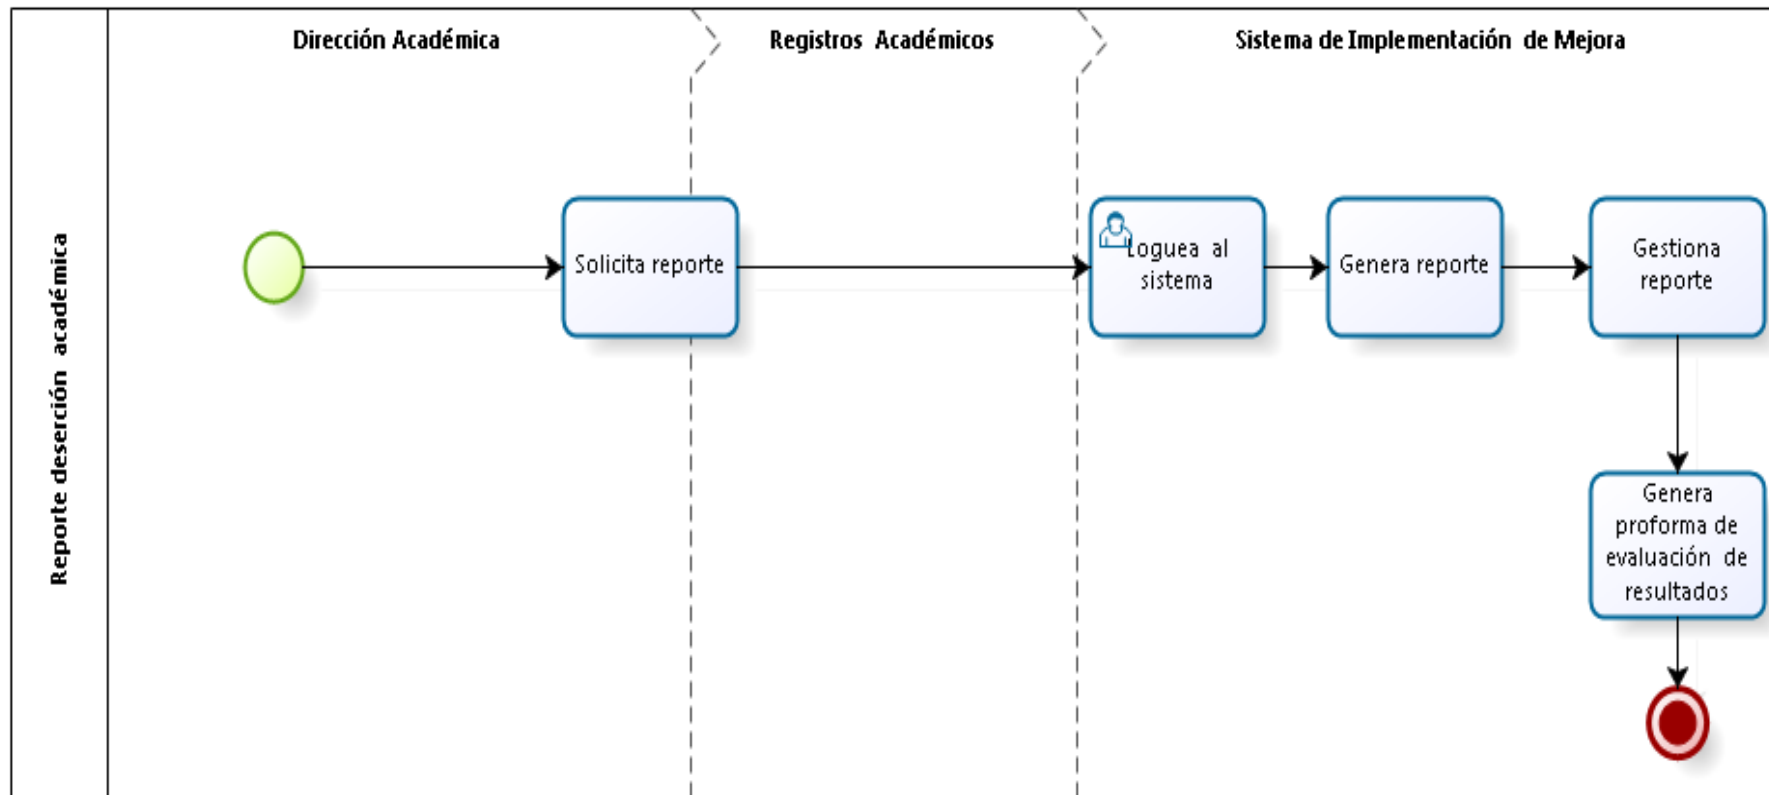 Dirección Académica
Registros Académicos
Sistema de Implementación de Mejora
Reporte deserción académica
Solicita reporte
Loguea al
sistema
Genera reporte
Gestiona
reporte
Genera
proforma de
evaluación de
resultados